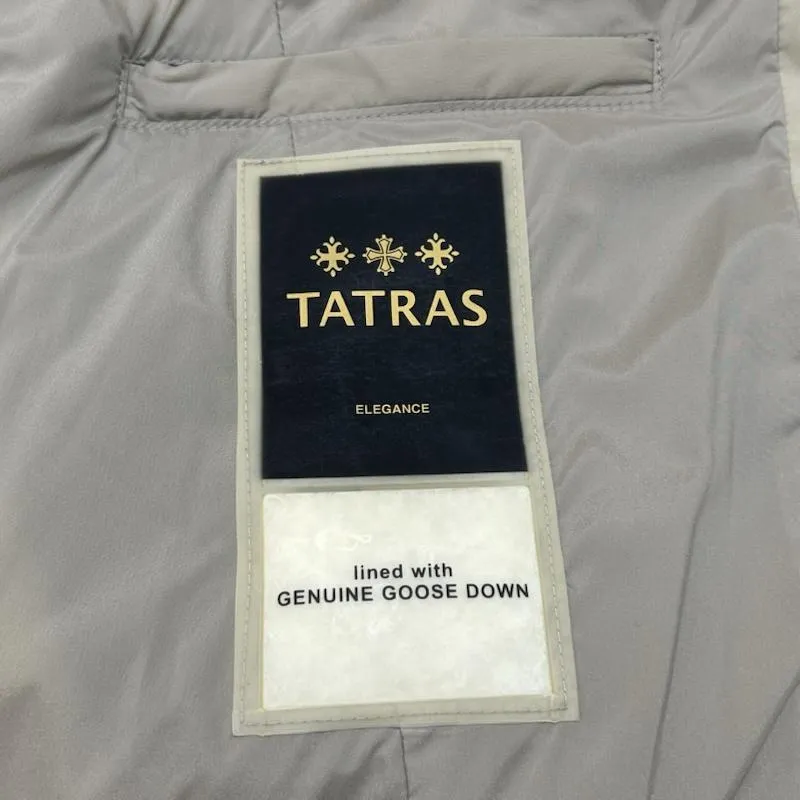 TATRAS
ELEGANCE
lined with
GENUINE GOOSE DOWN